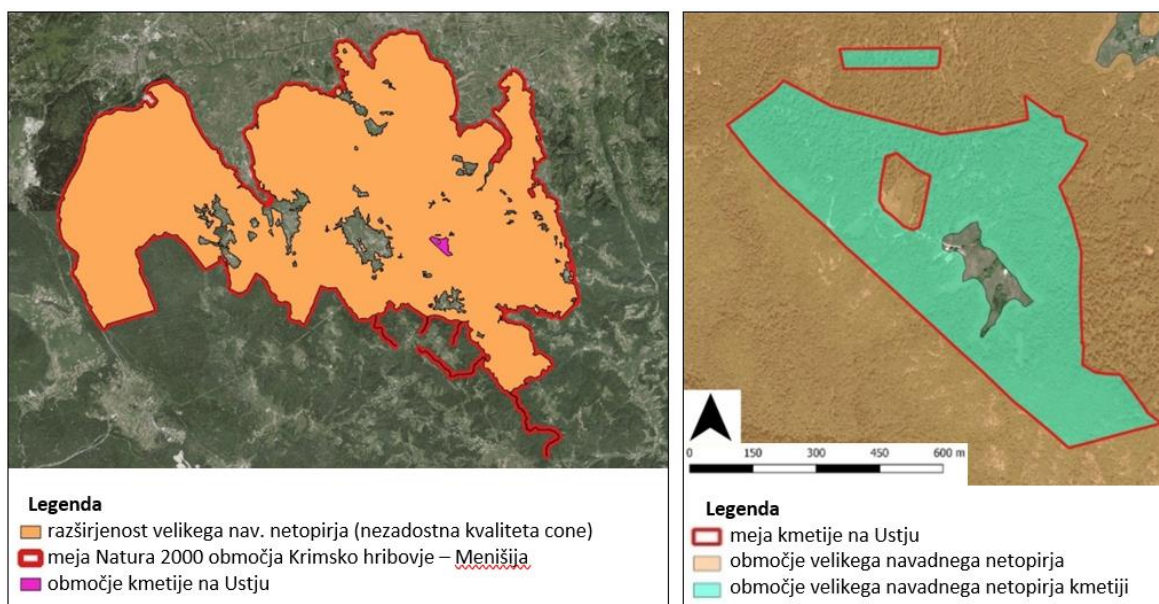 Legenda
razširjenost velikega nav. netopirja (nezadostna kvaliteta cone)
meja Natura 2000 območja Krimsko hribovje – Menišija
območje kmetije na Ustju
0 150 300 450 600 m
Legenda
meja kmetije na Ustju
območje velikega navadnega netopirja
območje velikega navadnega netopirja kmetiji